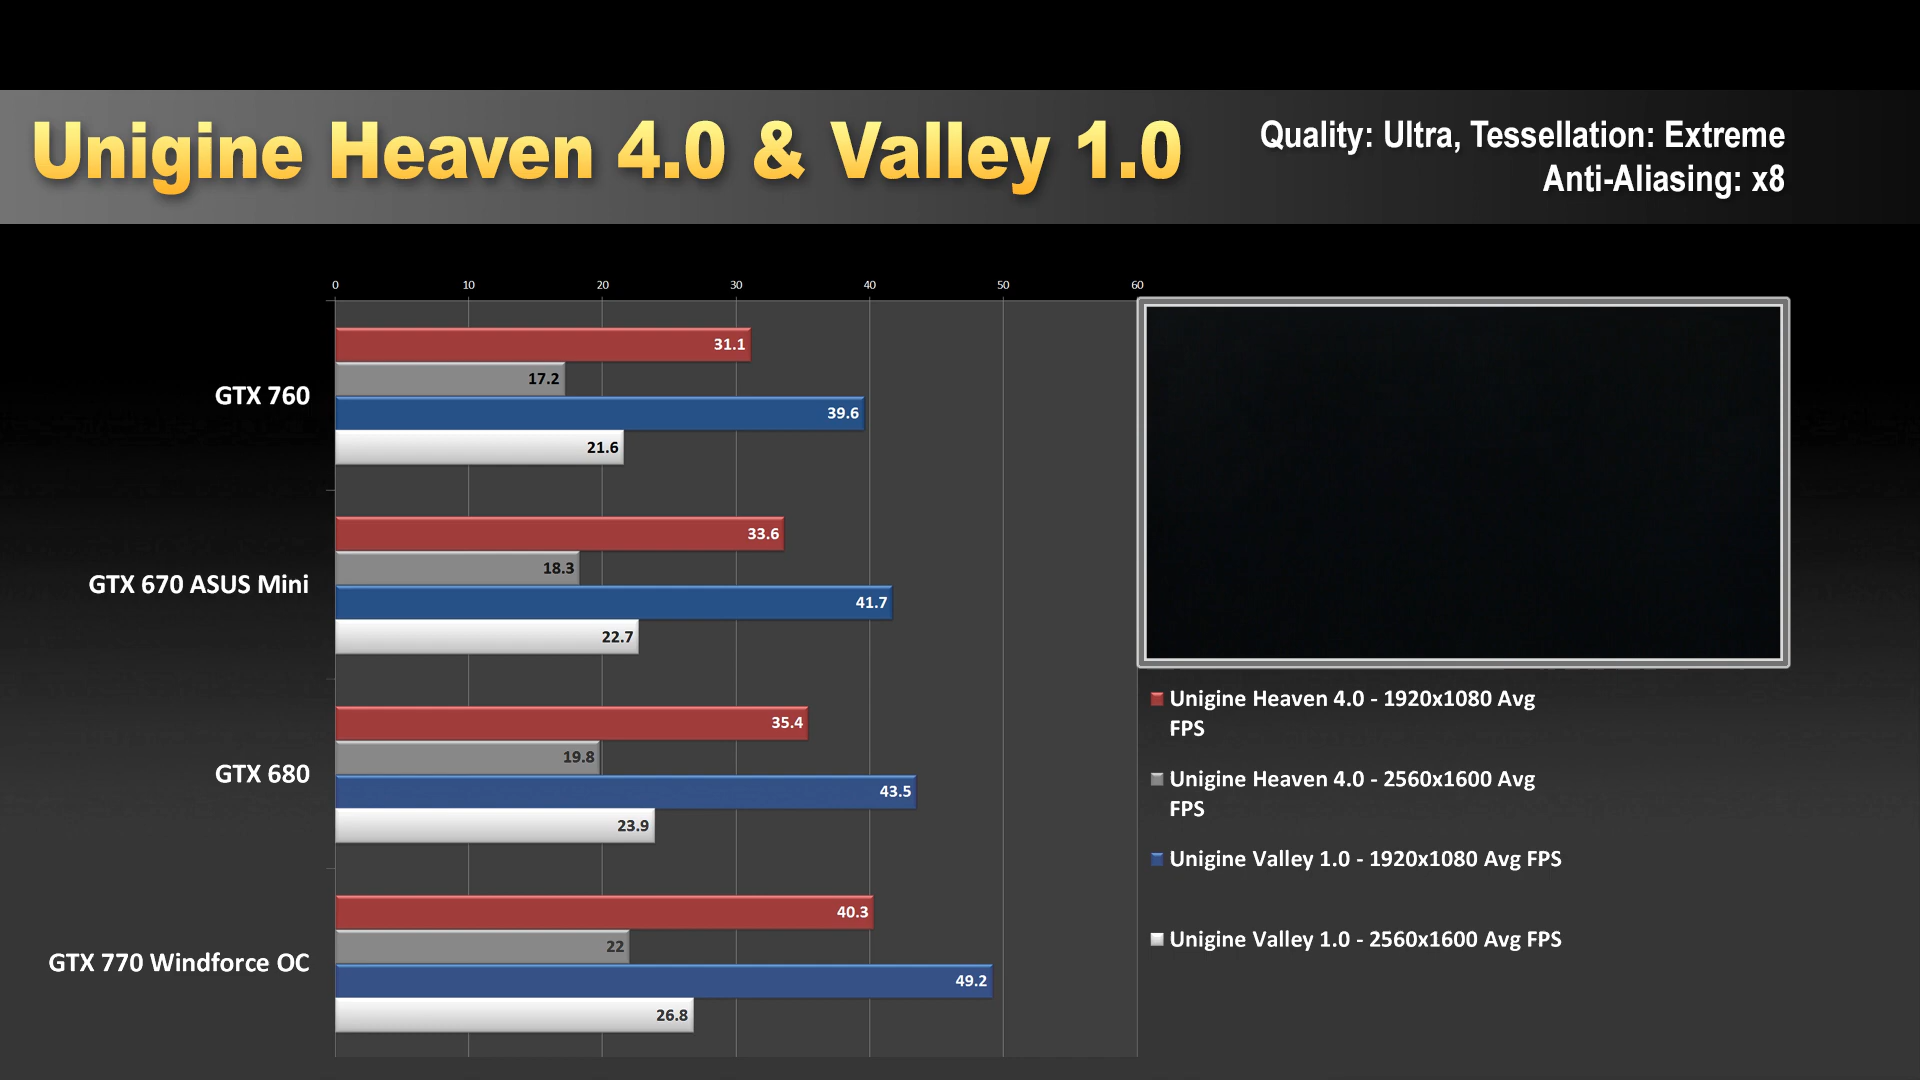 Unigine Heaven 4.0 & Valley 1.0
Quality: Ultra, Tessellation: Extreme
Anti-Aliasing: x8
0 10 20 30 40 50 60
GTX 760
31.1
17.2
39.6
21.6
GTX 670 ASUS Mini
33.6
18.3
41.7
22.7
GTX 680
35.4
19.8
43.5
23.9
GTX 770 Windforce OC
40.3
22
49.2
26.8
Unigine Heaven 4.0 - 1920x1080 Avg
FPS
Unigine Heaven 4.0 - 2560x1600 Avg
FPS
Unigine Valley 1.0 - 1920x1080 Avg FPS
Unigine Valley 1.0 - 2560x1600 Avg FPS